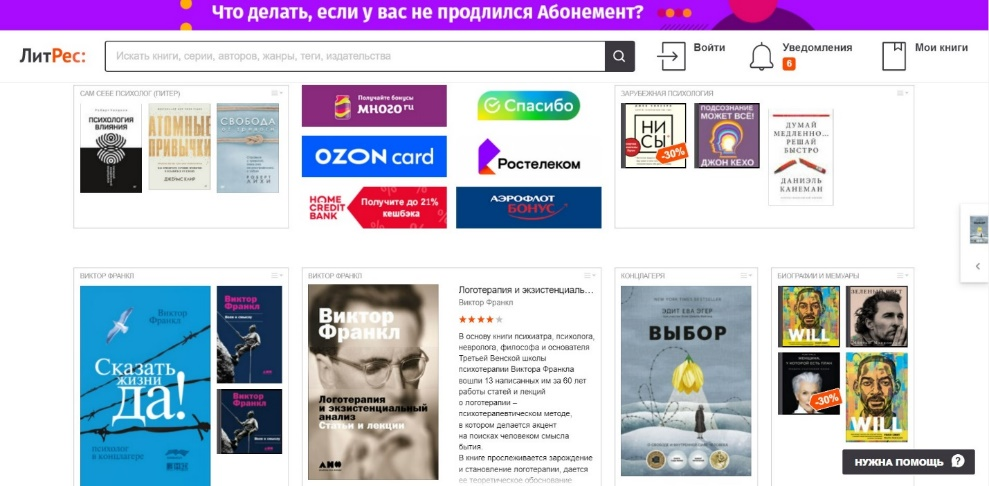 Что делать, если у вас не продлился Абонемент?
ЛитРес:
Искать книги, серии, авторов, жанры, теги, издательства
Войти
Уведомления
6
Мои книги
САМ СЕБЕ ПСИХОЛОГ (ПИТЕР)
ПСИХОЛОГИЯ
ВЛИЯНИЯ
АТОМНЫЕ
ПРИВЫЧКИ
ДЖЕЙМС КЛИР
СВОБОДА
от тревоги
РОБЕРТ ЛИХИ
Получайте бонусы
МНОГО.ru
Спасибо
OZON card
Ростелеком
HOME
CREDIT
BANK
Получите до 21%
кешбэка
АЭРОФЛОТ
БОНУС
ЗАРУБЕЖНАЯ ПСИХОЛОГИЯ
НИ
СЫ
-30%
ПОДСОЗНАНИЕ
МОЖЕТ ВСЁ!
ДЖОН КЕХО
ДУМАЙ
МЕДЛЕННО...
РЕШАЙ
БЫСТРО
ДАНИЭЛЬ
КАНЕМАН
ВИКТОР ФРАНКЛ
Виктор
Франкл
Сказать
жизни
да!
психолог
в концлагере
Виктор
Франкл
Виктор
Франкл
ВИКТОР ФРАНКЛ
Виктор
Франкл
Логотерапия
и экзистенциальный
анализ
Статьи и лекции
Логотерапия и экзистенциаль...
Виктор Франкл
В основу книги психиатра, психолога,
невролога, философа и основателя
Третьей Венской школы
психотерапии Виктора Франкла
вошли 13 написанных им за 60 лет
работы статей и лекций
о логотерапии –
психотерапевтическом методе,
в котором делается акцент
на поисках человеком смысла
бытия.
В книге прослеживается зарождение
и становление логотерапии, дается
ее теоретическое обоснование
КОНЦЛАГЕРЯ
ЭДИТ ЕВА ЭГЕР
ВЫБОР
БИОГРАФИИ И МЕМУАРЫ
WILL
ЗЕЛЕНЫЙ СВЕТ
-30%
WILL
НУЖНА ПОМОЩЬ ?